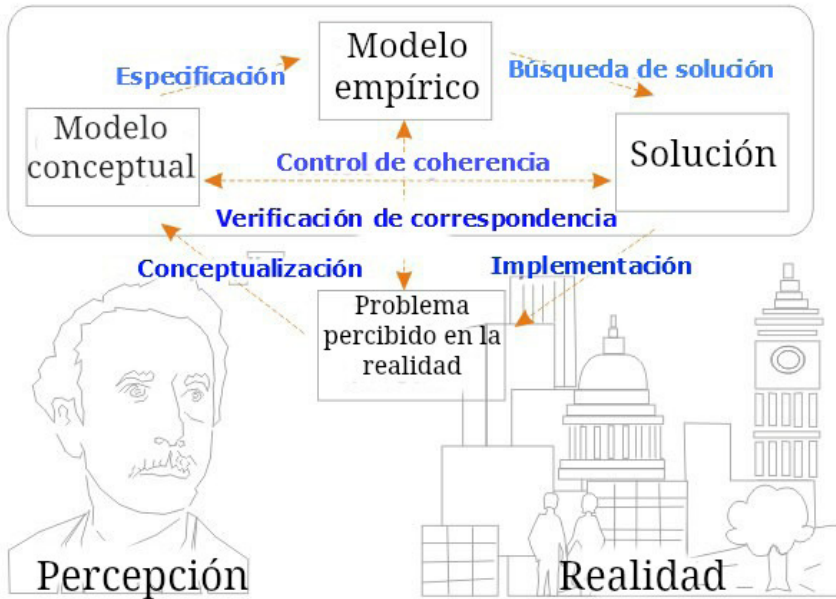 Modelo
empírico
Especificación
Búsqueda de solución
Modelo
conceptual
Solución
Control de coherencia
Verificación de correspondencia
Conceptualización
Implementación
Problema
percibido en la
realidad
Percepción
Realidad